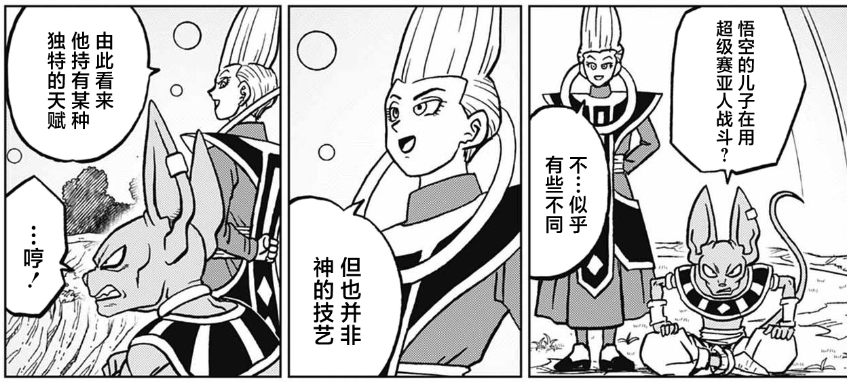 悟空的儿子在用
超级赛亚人战斗?
不…似乎
有些不同
但也并非
神的技艺
由此看来
他持有某种
独特的天赋
…哼!